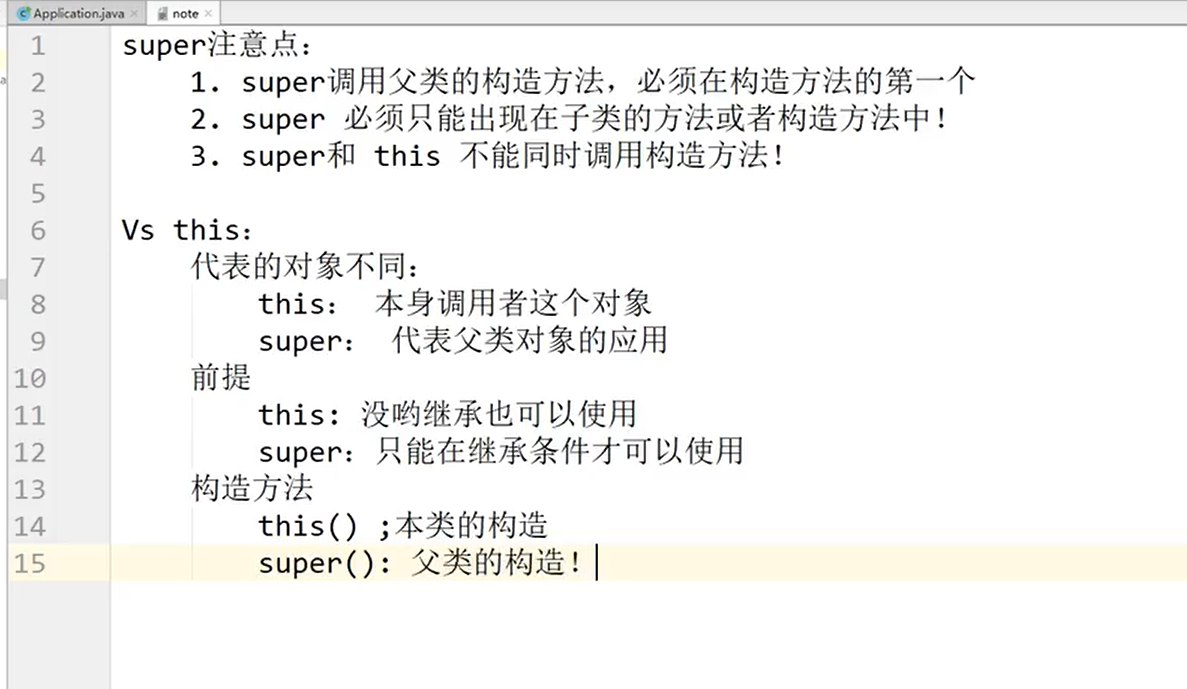 Application.java
note
1 super注意点：
2 1. super调用父类的构造方法，必须在构造方法的第一个
3 2. super 必须只能出现在子类的方法或者构造方法中！
4 3. super和 this 不能同时调用构造方法！
5
6 Vs this：
7 代表的对象不同：
8 this： 本身调用者这个对象
9 super： 代表父类对象的应用
10 前提
11 this：没哟继承也可以使用
12 super：只能在继承条件才可以使用
13 构造方法
14 this() ;本类的构造
15 super()：父类的构造！